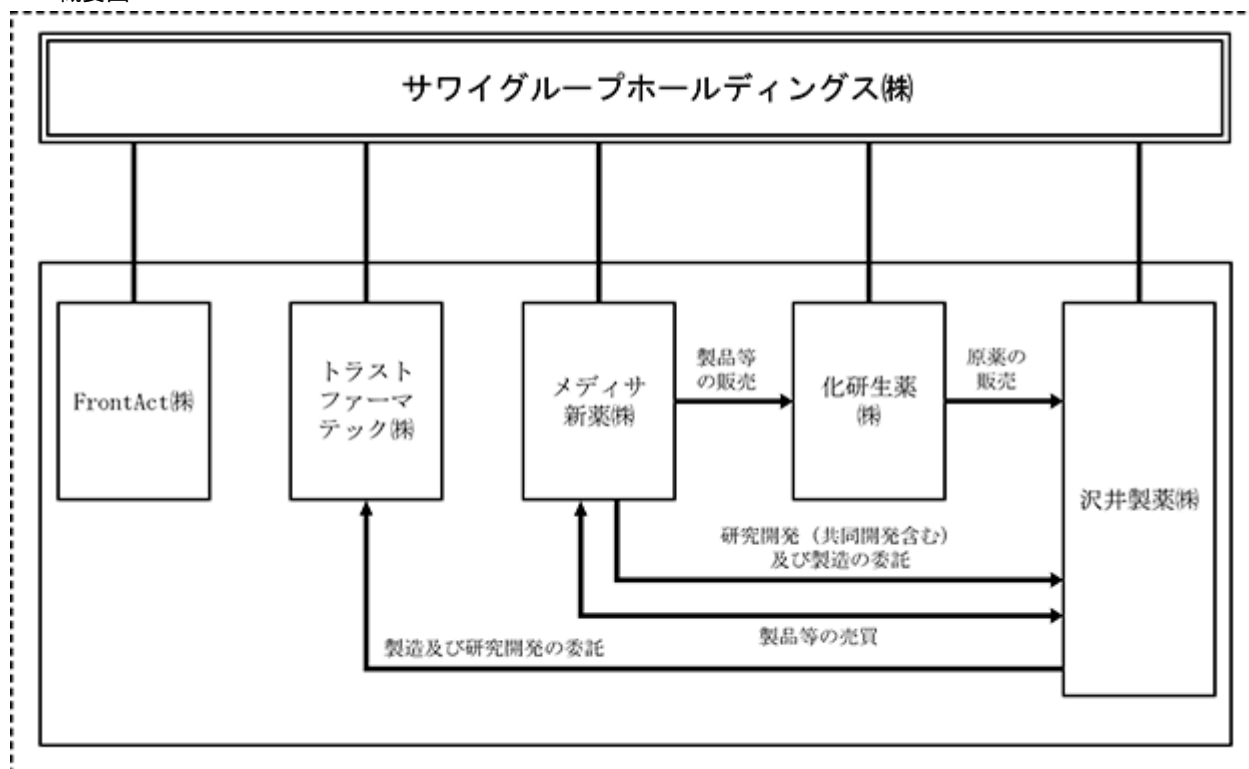 サワイグループホールディングス㈱
FrontAct㈱
トラスト
ファーマ
テック㈱
メディサ
新薬㈱
製品等
の販売
化研生薬
㈱
原薬の
販売
沢井製薬㈱
研究開発（共同開発含む）
及び製造の委託
製品等の売買
製造及び研究開発の委託